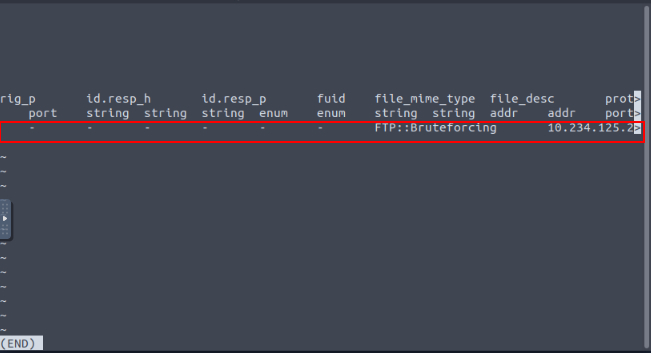 rig_p id.resp_h id.resp_p fuid file_mime_type file_desc prot>
port string string string enum enum string string addr addr port>
- - - - - - FTP::Bruteforcing 10.234.125.2>
~
~
~
~
~
~
~
~
~
~
(END)